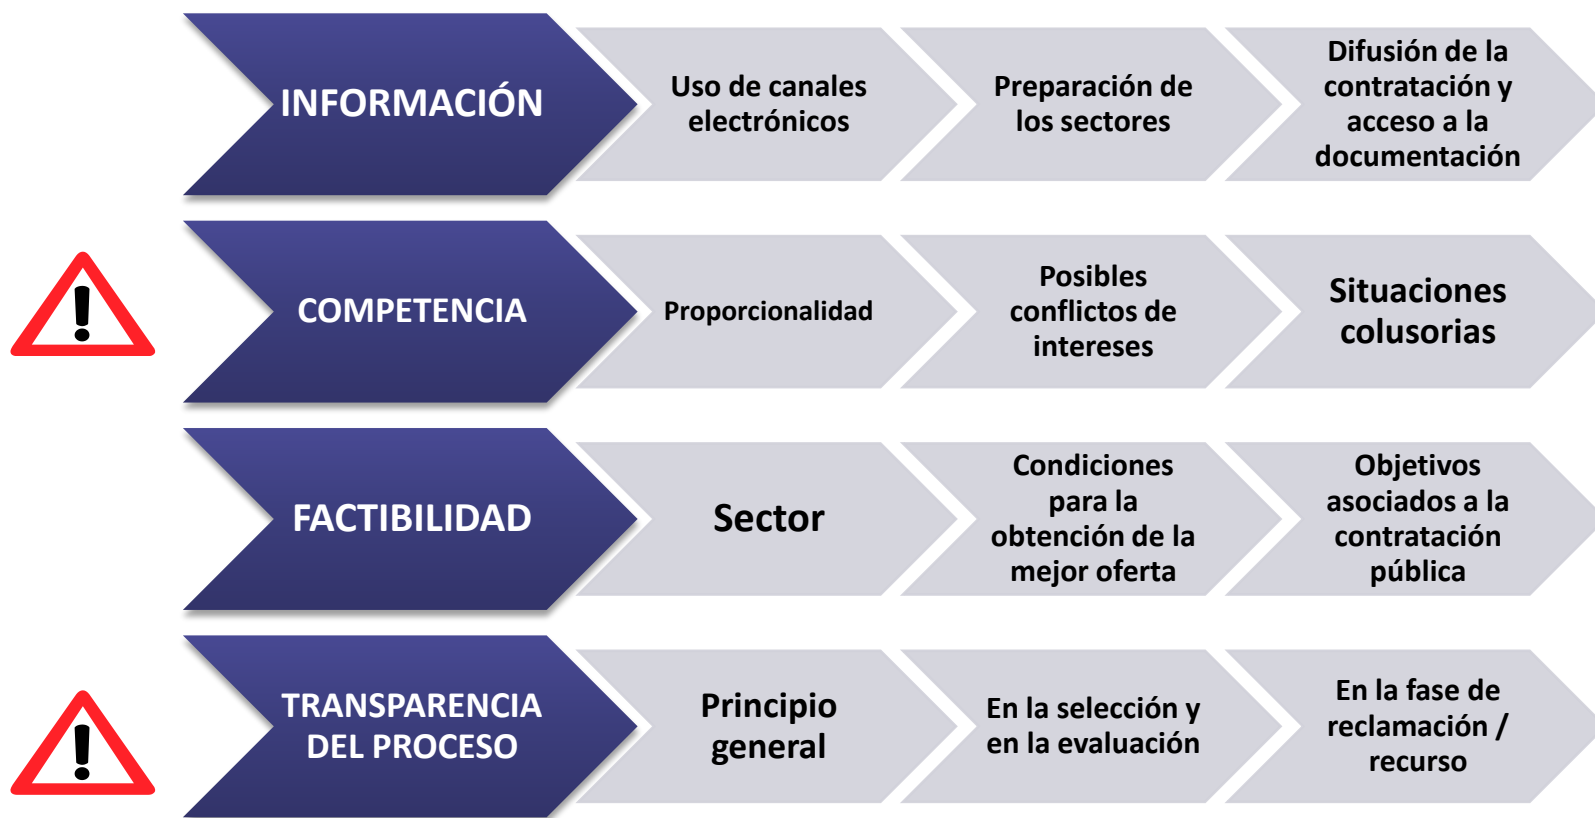 INFORMACIÓN
Uso de canales
electrónicos
Preparación de
los sectores
Difusión de la
contratación y
acceso a la
documentación
!
COMPETENCIA
Proporcionalidad
Posibles
conflictos de
intereses
Situaciones
colusorias
FACTIBILIDAD
Sector
Condiciones
para la
obtención de la
mejor oferta
Objetivos
asociados a la
contratación
pública
!
TRANSPARENCIA
DEL PROCESO
Principio
general
En la selección y
en la evaluación
En la fase de
reclamación /
recurso